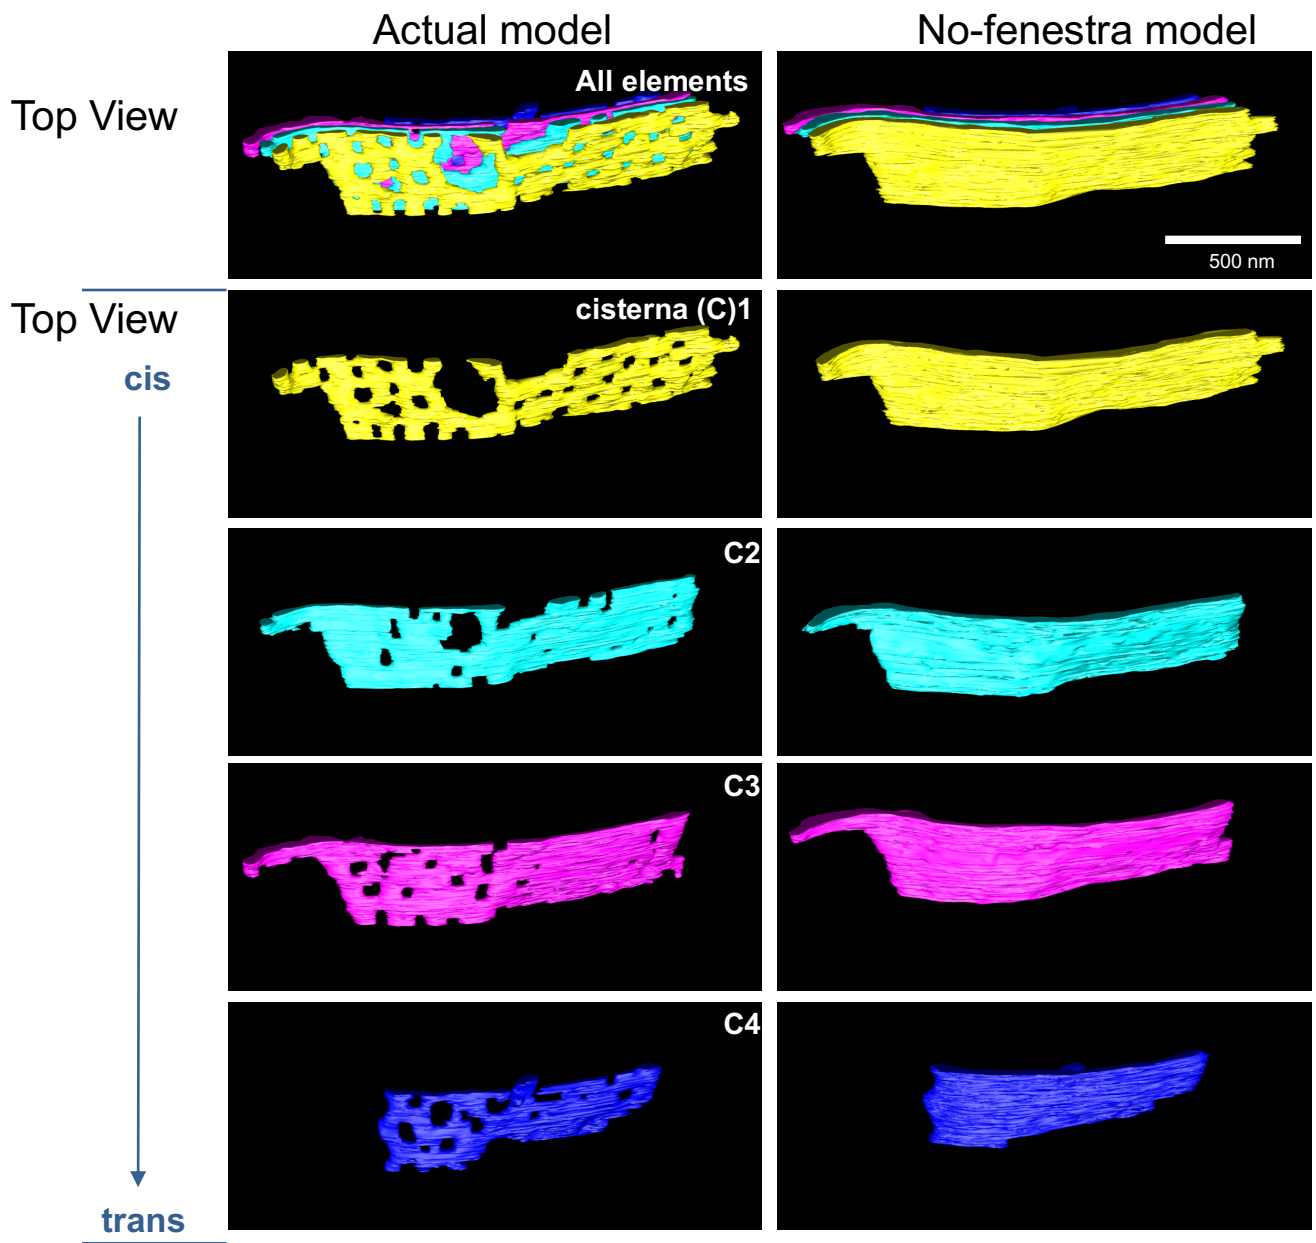 Actual model
No-fenestra model
Top View
All elements
500 nm
Top View
cisterna (C)1
cis
C2
C3
C4
trans